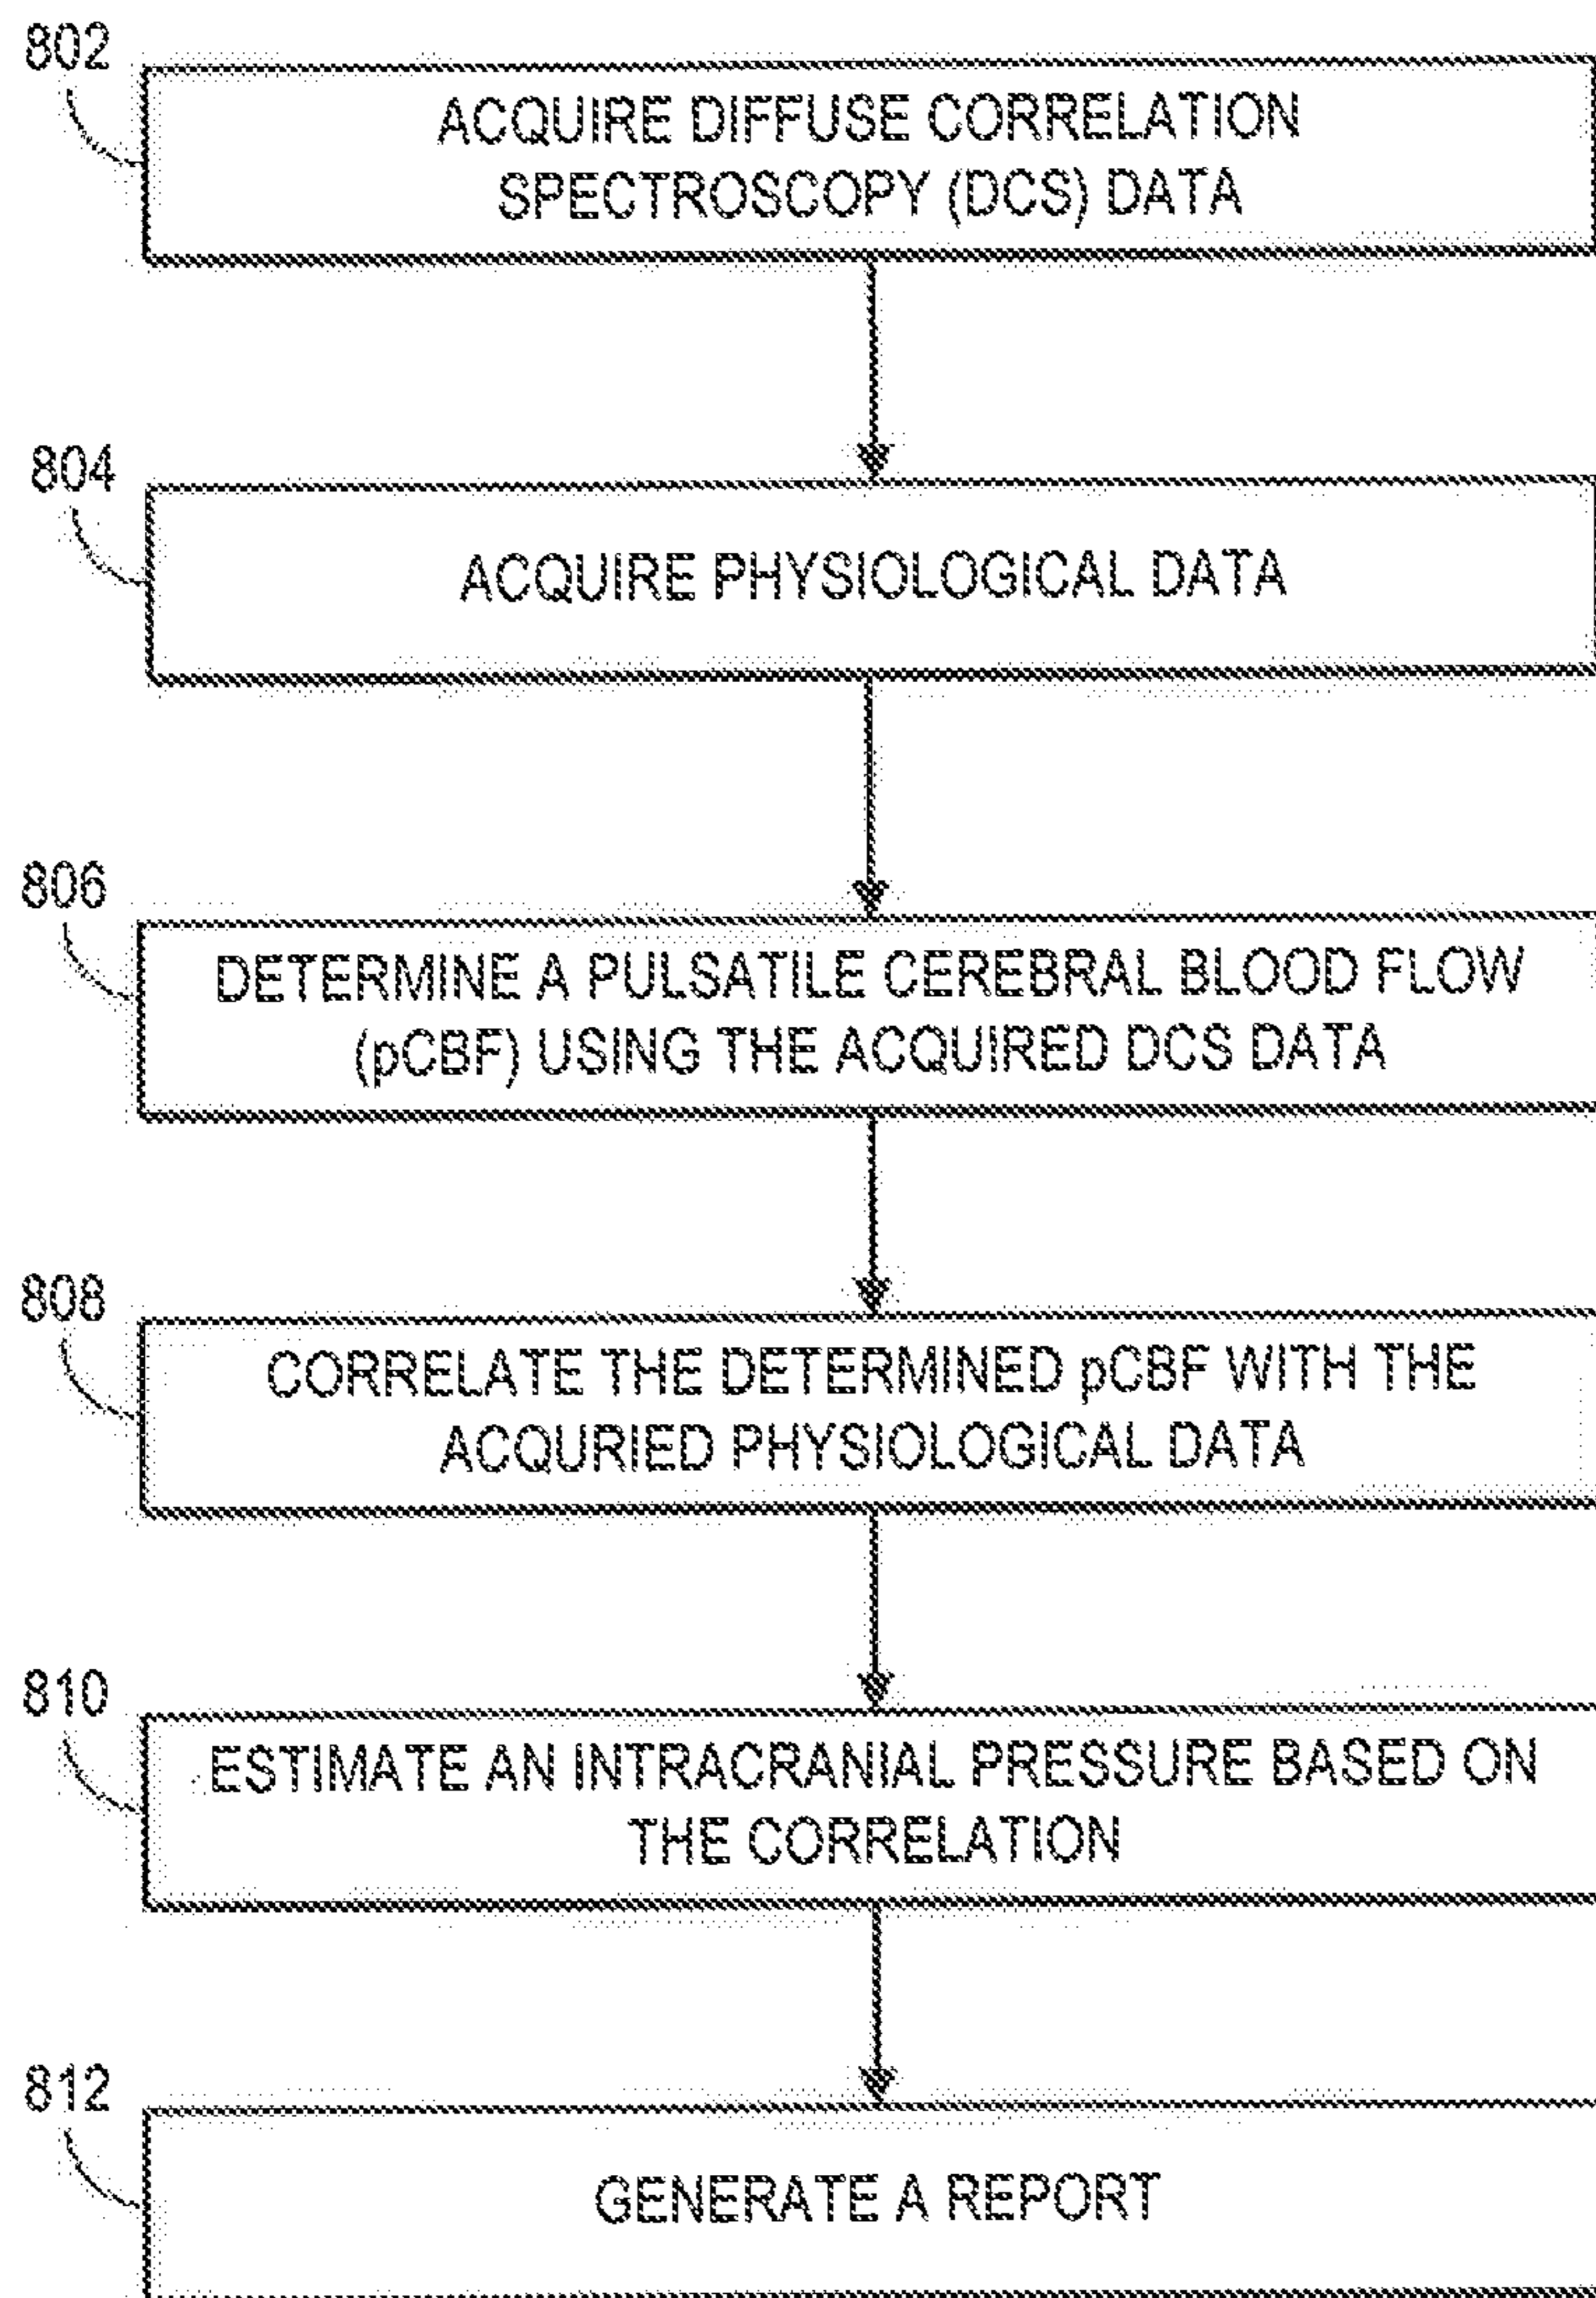 802
ACQUIRE DIFFUSE CORRELATION
SPECTROSCOPY (DCS) DATA
804
ACQUIRE PHYSIOLOGICAL DATA
806
DETERMINE A PULSATILE CEREBRAL BLOOD FLOW
(pCBF) USING THE ACQUIRED DCS DATA
808
CORRELATE THE DETERMINED pCBF WITH THE
ACQURIED PHYSIOLOGICAL DATA
810
ESTIMATE AN INTRACRANIAL PRESSURE BASED ON
THE CORRELATION
812
GENERATE A REPORT